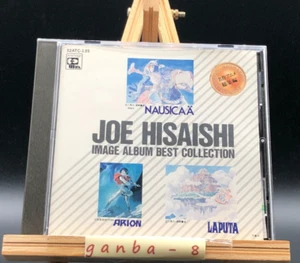 NAUSICAÄ
JOE HISAISHI
IMAGE ALBUM BEST COLLECTION
ARION
LAPUTA
ganba - 8